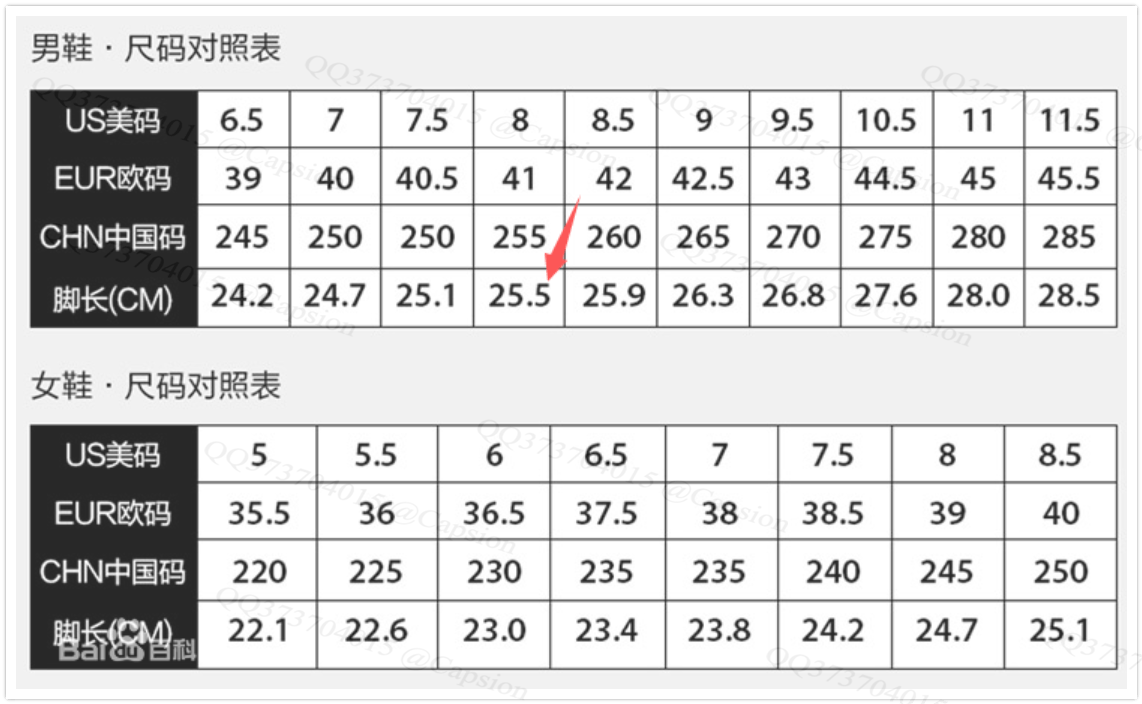 男鞋 · 尺码对照表
US美码 6.5 7 7.5 8 8.5 9 9.5 10.5 11 11.5
EUR欧码 39 40 40.5 41 42 42.5 43 44.5 45 45.5
CHN中国码 245 250 250 255 260 265 270 275 280 285
脚长(CM) 24.2 24.7 25.1 25.5 25.9 26.3 26.8 27.6 28.0 28.5
女鞋 · 尺码对照表
US美码 5 5.5 6 6.5 7 7.5 8 8.5
EUR欧码 35.5 36 36.5 37.5 38 38.5 39 40
CHN中国码 220 225 230 235 235 240 245 250
脚长(CM) 22.1 22.6 23.0 23.4 23.8 24.2 24.7 25.1
Baidu百科
QQ373704015 @Capsion